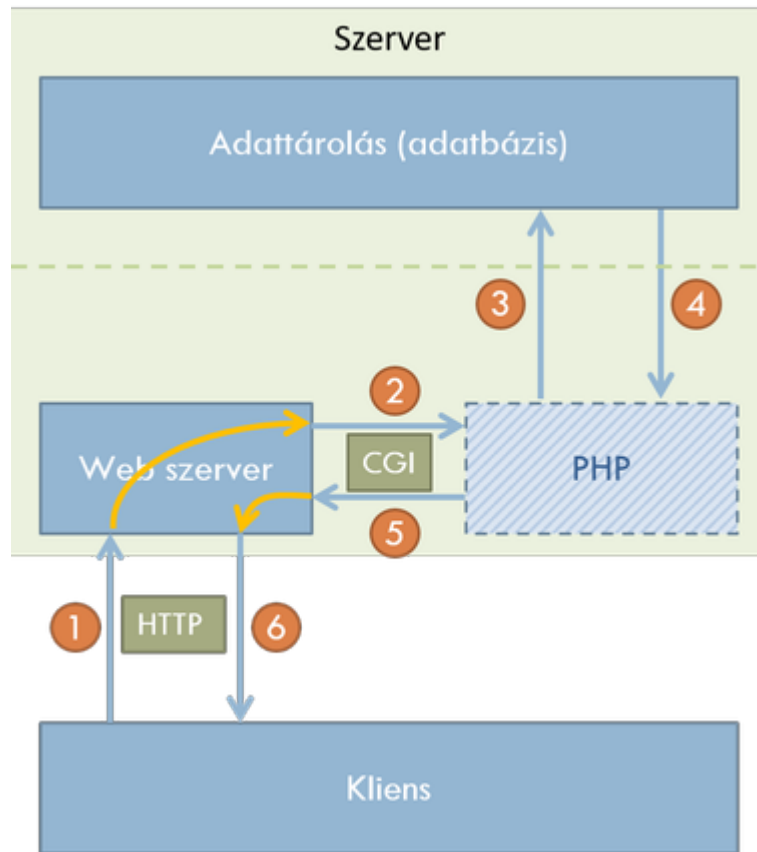 Szerver
Adattárolás (adatbázis)
3
4
2
Web szerver
CGI
PHP
5
1
HTTP
6
Kliens